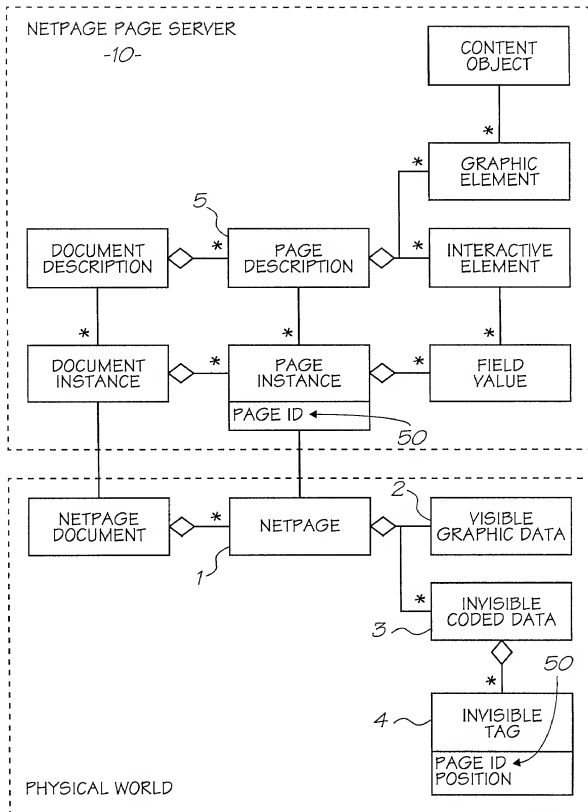 NETPAGE PAGE SERVER
-10-
CONTENT
OBJECT
*
*
GRAPHIC
ELEMENT
5
DOCUMENT
DESCRIPTION
*
PAGE
DESCRIPTION
*
INTERACTIVE
ELEMENT
*
*
*
DOCUMENT
INSTANCE
*
PAGE
INSTANCE
*
FIELD
VALUE
PAGE ID
50
NETPAGE
DOCUMENT
*
NETPAGE
1
2
VISIBLE
GRAPHIC DATA
*
INVISIBLE
CODED DATA
3
50
*
4
INVISIBLE
TAG
PAGE ID
POSITION
PHYSICAL WORLD